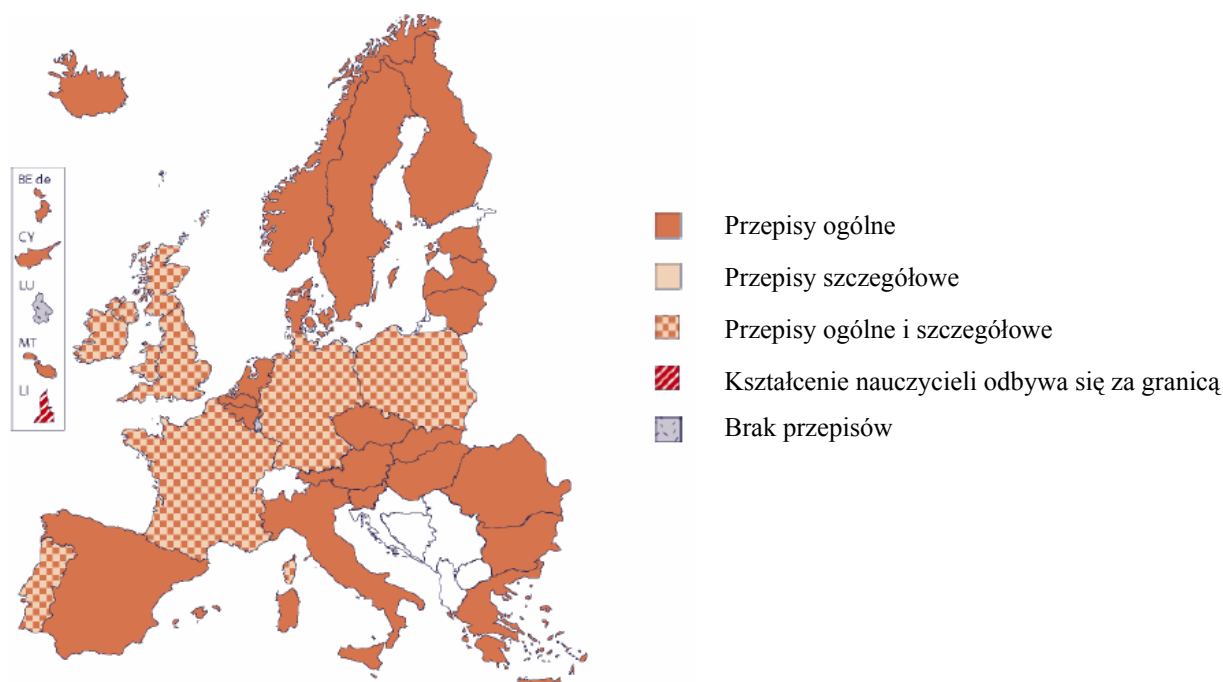 BE de
CY
LU
MT
LI
Przepisy ogólne
Przepisy szczegółowe
Przepisy ogólne i szczegółowe
Kształcenie nauczycieli odbywa się za granicą
Brak przepisów